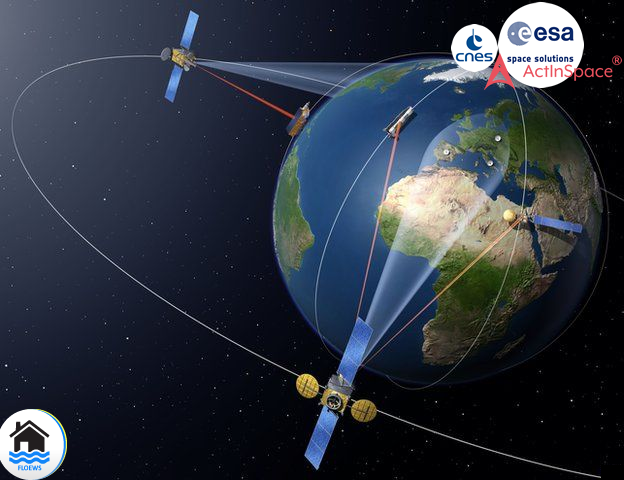 cnes
esa
space solutions
ActInSpace®
FLOEWS